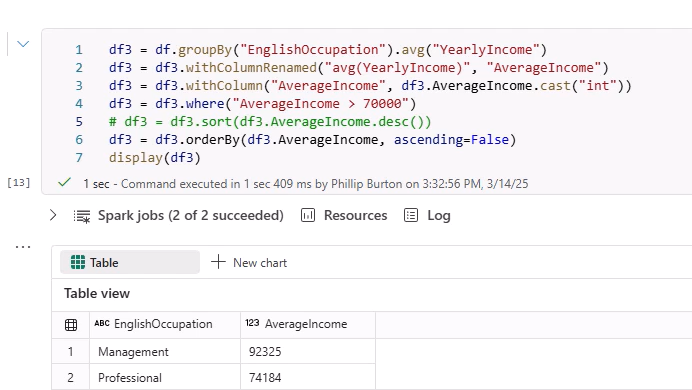 1 df3 = df.groupBy("EnglishOccupation").avg("YearlyIncome")
2 df3 = df3.withColumnRenamed("avg(YearlyIncome)", "AverageIncome")
3 df3 = df3.withColumn("AverageIncome", df3.AverageIncome.cast("int"))
4 df3 = df3.where("AverageIncome > 70000")
5 # df3 = df3.sort(df3.AverageIncome.desc())
6 df3 = df3.orderBy(df3.AverageIncome, ascending=False)
7 display(df3)
[13] 1 sec - Command executed in 1 sec 409 ms by Phillip Burton on 3:32:56 PM, 3/14/25
Spark jobs (2 of 2 succeeded) Resources Log
Table New chart
Table view
ABC EnglishOccupation 123 AverageIncome
1 Management 92325
2 Professional 74184